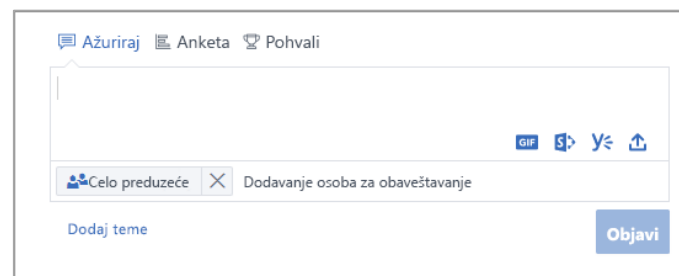 Ažuriraj Anketa Pohvali
GIF S Y
Celo preduzeće Dodavanje osoba za obaveštavanje
Dodaj teme Objavi